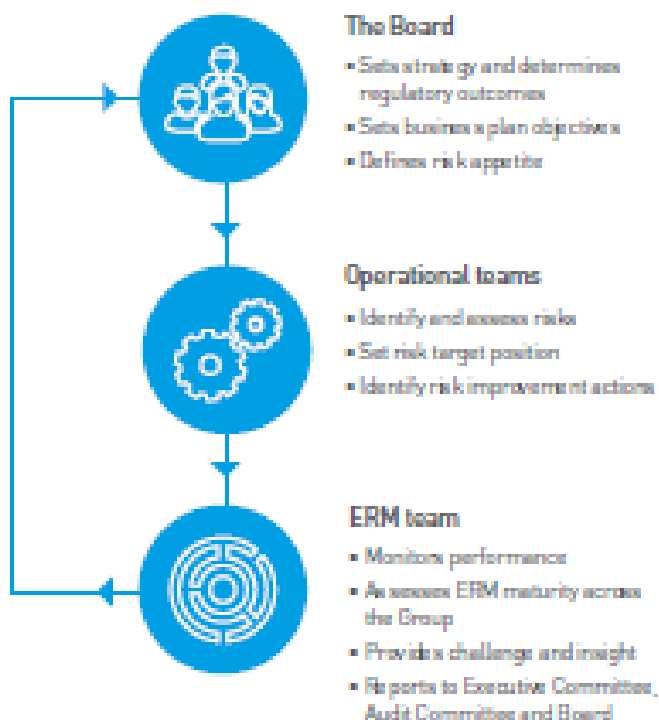 The Board
▪ Sets strategy and determines
regulatory outcomes
▪ Sets business plan objectives
▪ Defines risk appetite
Operational teams
▪ Identify and assess risks
▪ Set risk target position
▪ Identify risk improvement actions
ERM team
▪ Monitors performance
▪ Assesses ERM maturity across
the Group
▪ Provides challenge and insight
▪ Reports to Executive Committee,
Audit Committee and Board